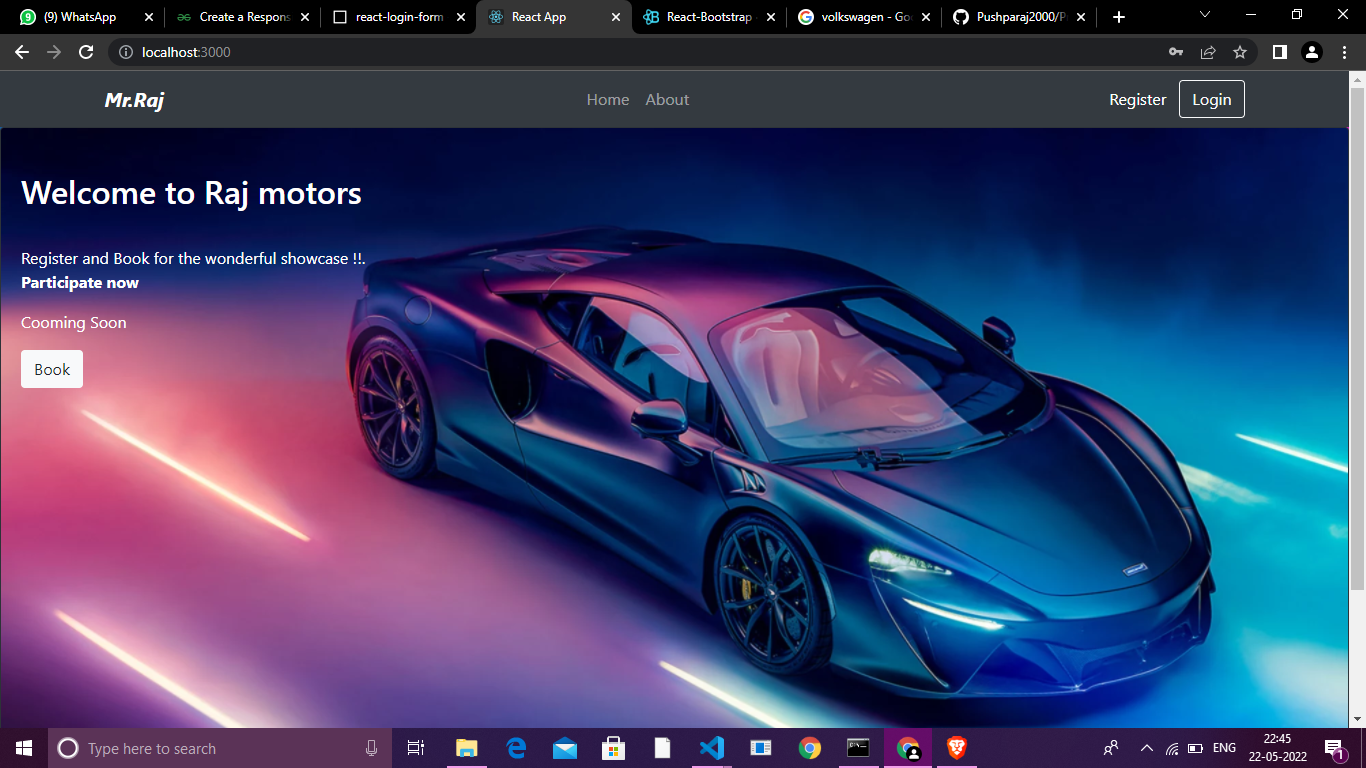 (9) WhatsApp
Create a Respons
react-login-form
React App
React-Bootstrap
volkswagen - Goo
Pushparaj2000/P
localhost:3000
Mr.Raj
Home
About
Register
Login
Welcome to Raj motors
Register and Book for the wonderful showcase !!.
Participate now
Cooming Soon
Book
Type here to search
ENG
22:45
22-05-2022
1